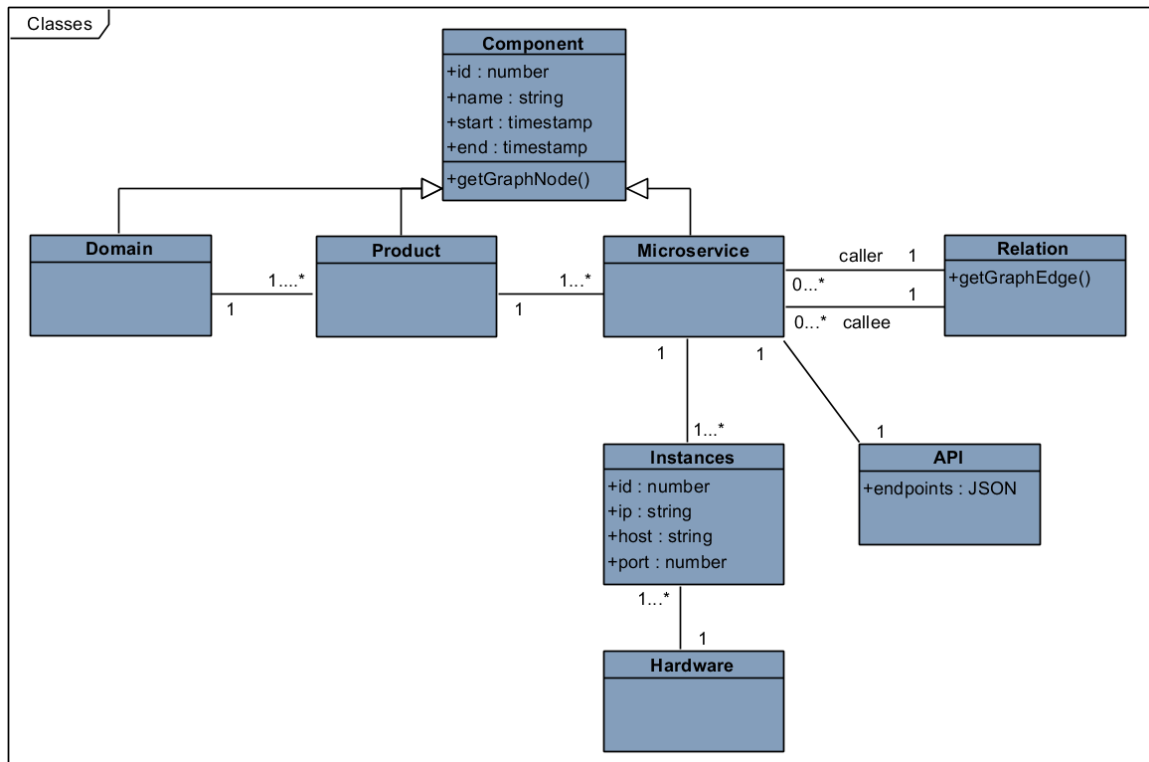 Classes
Component
+id : number
+name : string
+start : timestamp
+end : timestamp
+getGraphNode()
Domain
Product
Microservice
Relation
+getGraphEdge()
1....*
1
1...*
1
caller 1
0...*
1
0...* callee
1
1
1...*
1
Instances
+id : number
+ip : string
+host : string
+port : number
API
+endpoints : JSON
1...*
1
Hardware